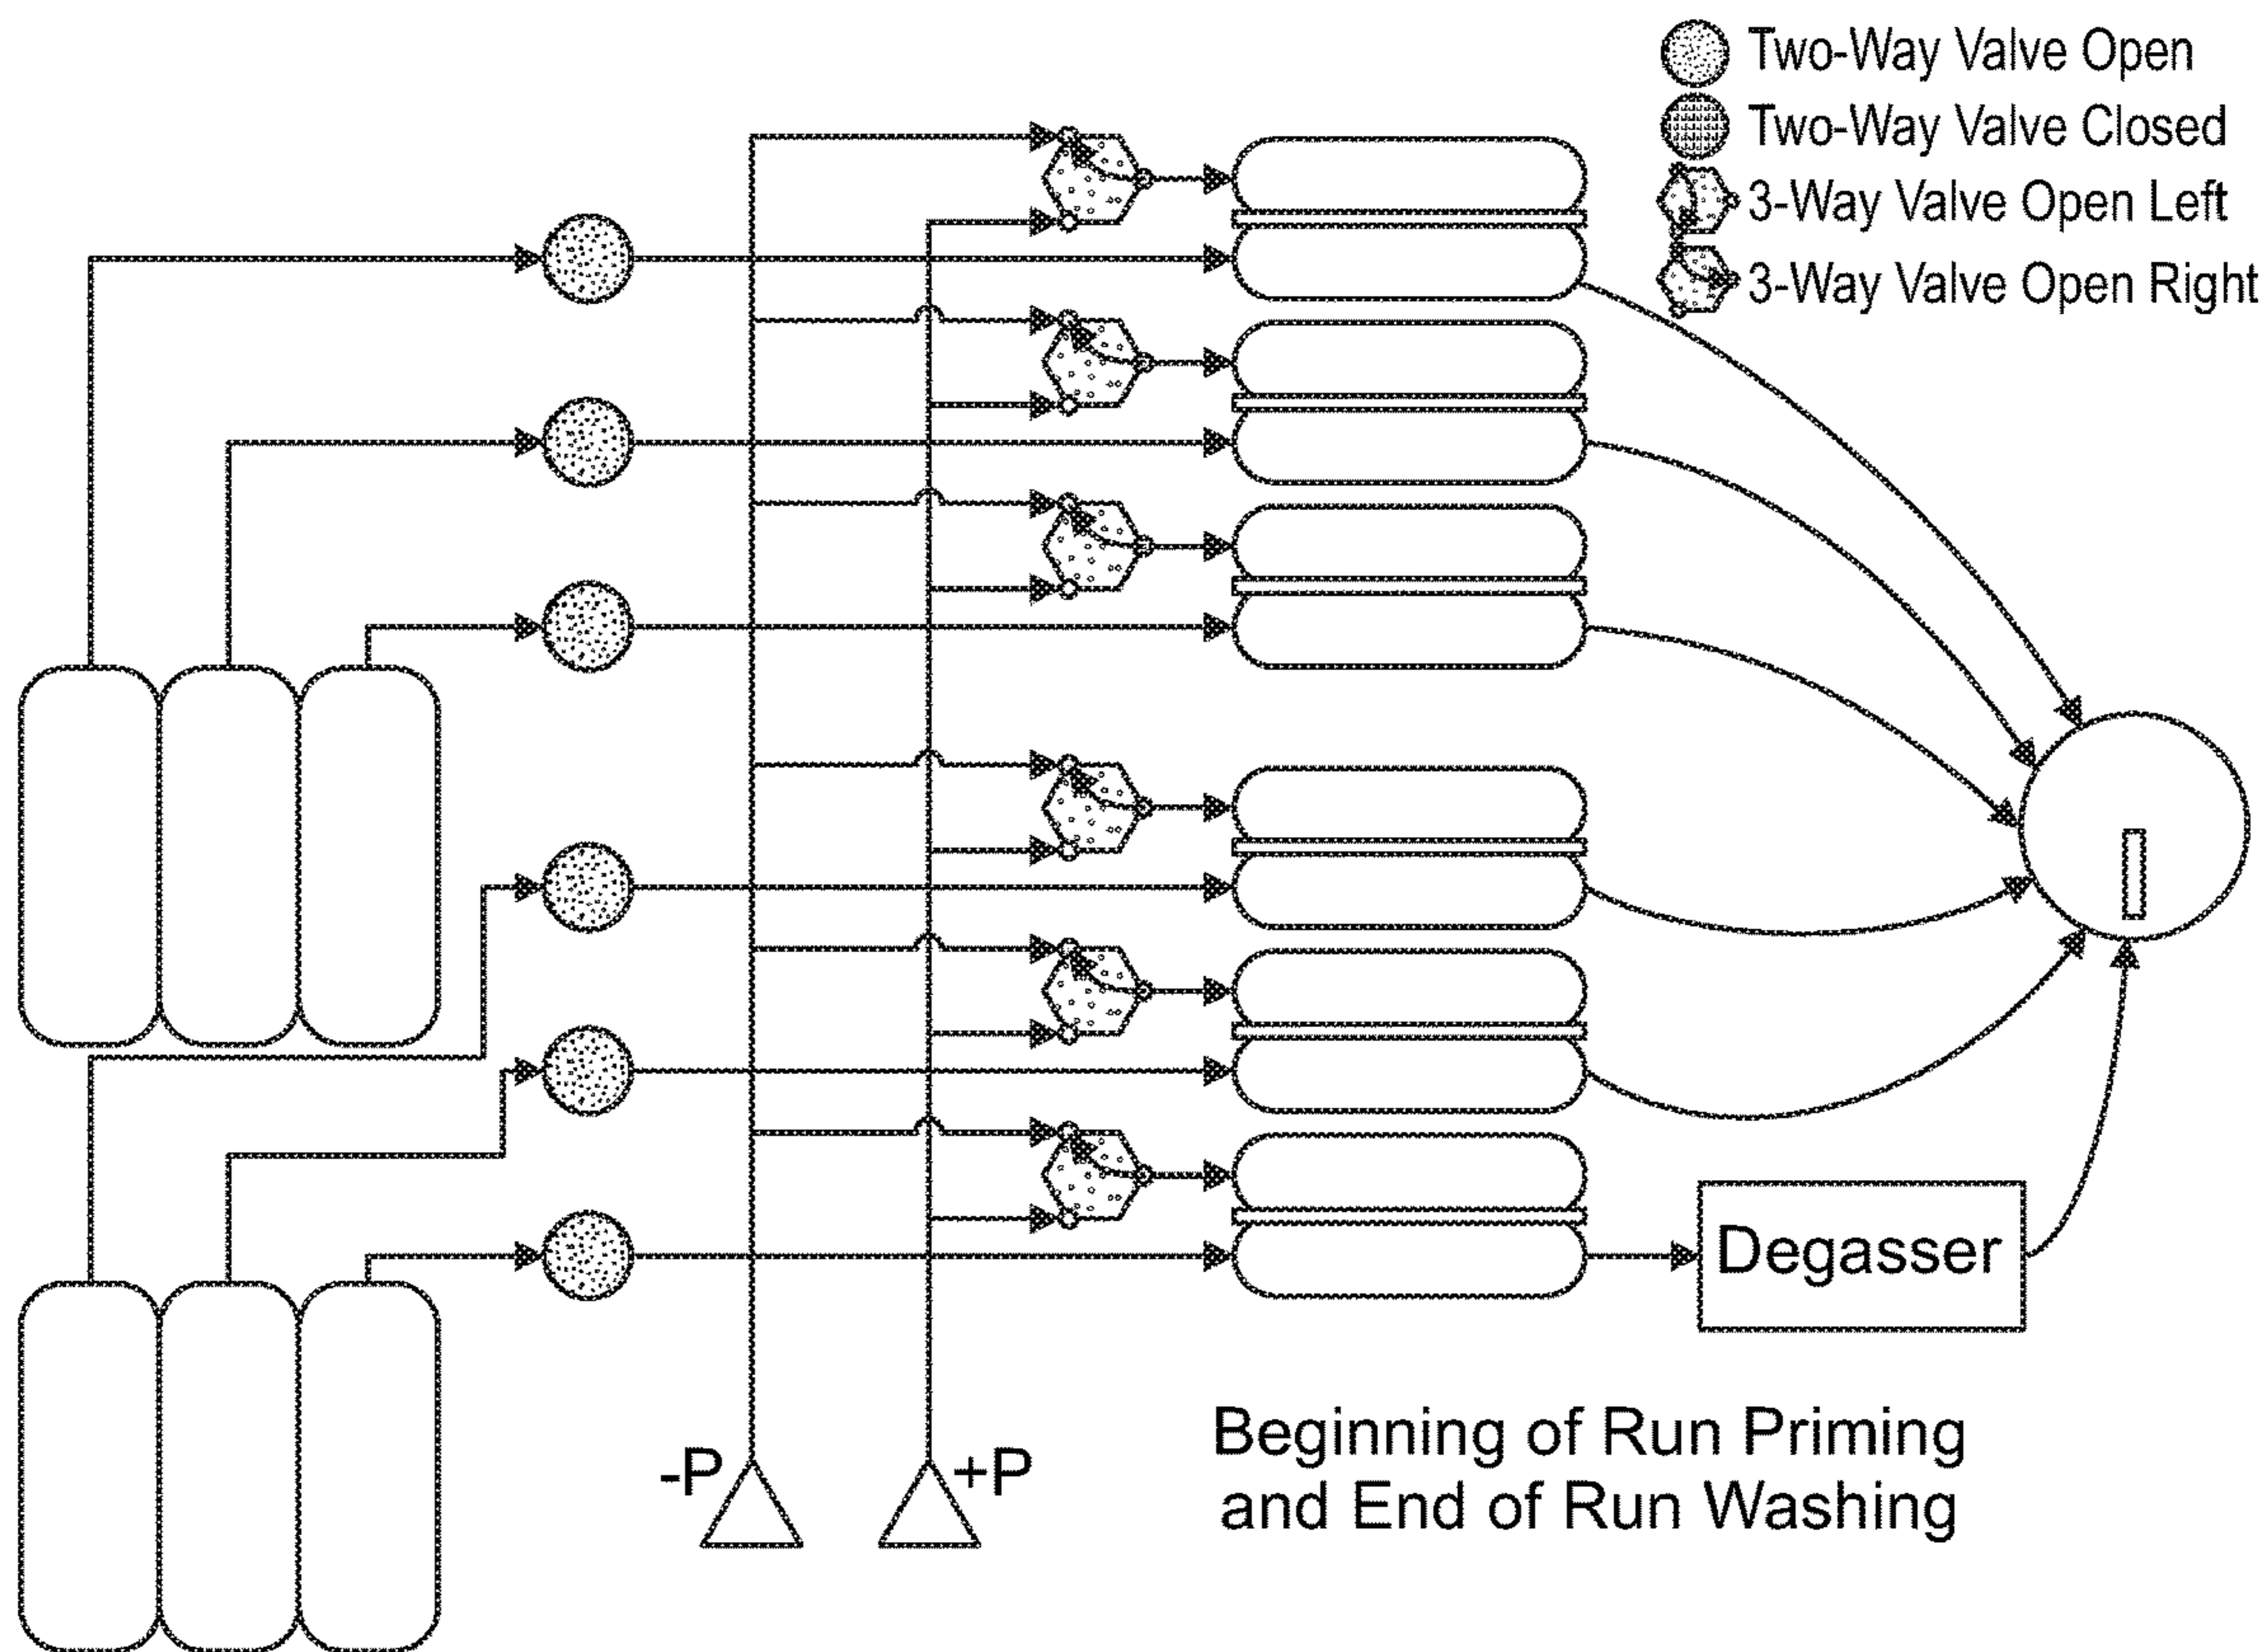 Two-Way Valve Open
Two-Way Valve Closed
3-Way Valve Open Left
3-Way Valve Open Right
Degasser
-P
+P
Beginning of Run Priming
and End of Run Washing